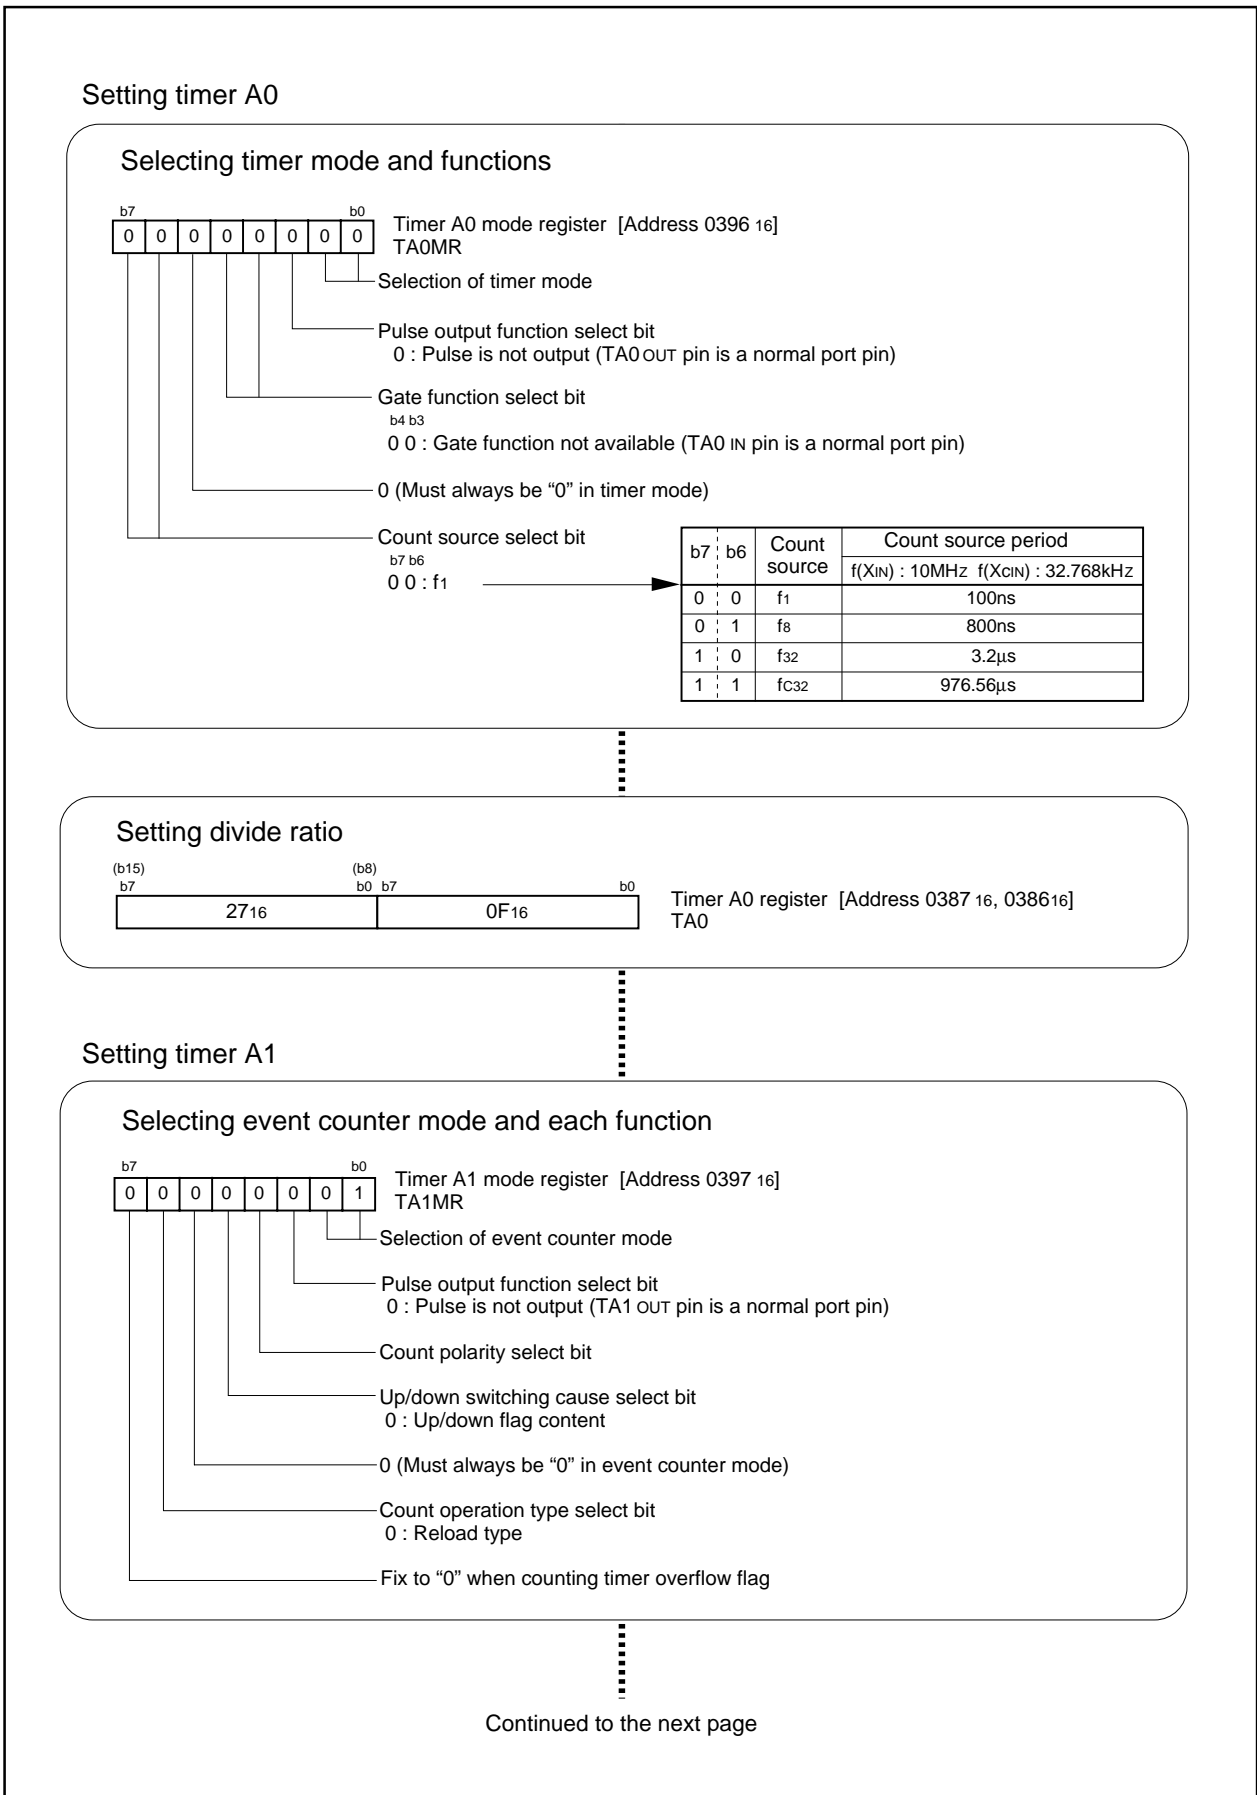 Setting timer A0
Selecting timer mode and functions
b7 b0
0 0 0 0 0 0 0 0
Timer A0 mode register [Address 0396 16]
TA0MR
Selection of timer mode
Pulse output function select bit
0 : Pulse is not output (TA0 OUT pin is a normal port pin)
Gate function select bit
b4 b3
0 0 : Gate function not available (TA0 IN pin is a normal port pin)
0 (Must always be “0” in timer mode)
Count source select bit
b7 b6
0 0 : f1
b7 b6 Count source Count source period
f(XIN) : 10MHz f(XCIN) : 32.768kHz
0 0 f1 100ns
0 1 f8 800ns
1 0 f32 3.2µs
1 1 fC32 976.56µs
Setting divide ratio
(b15) (b8)
b7 b0 b7 b0
2716 0F16
Timer A0 register [Address 0387 16, 038616]
TA0
Setting timer A1
Selecting event counter mode and each function
b7 b0
0 0 0 0 0 0 0 1
Timer A1 mode register [Address 0397 16]
TA1MR
Selection of event counter mode
Pulse output function select bit
0 : Pulse is not output (TA1 OUT pin is a normal port pin)
Count polarity select bit
Up/down switching cause select bit
0 : Up/down flag content
0 (Must always be “0” in event counter mode)
Count operation type select bit
0 : Reload type
Fix to “0” when counting timer overflow flag
Continued to the next page